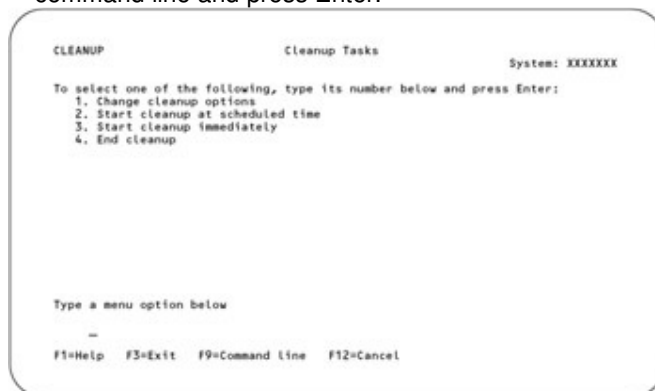 command line and press Enter.
CLEANUP Cleanup Tasks
System: XXXXXXX
To select one of the following, type its number below and press Enter:
1. Change cleanup options
2. Start cleanup at scheduled time
3. Start cleanup immediately
4. End cleanup
Type a menu option below
_
F1=Help F3=Exit F9=Command line F12=Cancel